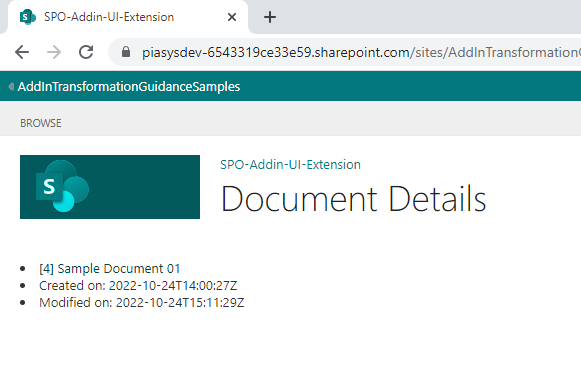 SPO-Addin-UI-Extension
piasysdev-6543319ce33e59.sharepoint.com/sites/AddInTransformation
AddInTransformationGuidanceSamples
BROWSE
S
SPO-Addin-UI-Extension
Document Details
[4] Sample Document 01
Created on: 2022-10-24T14:00:27Z
Modified on: 2022-10-24T15:11:29Z